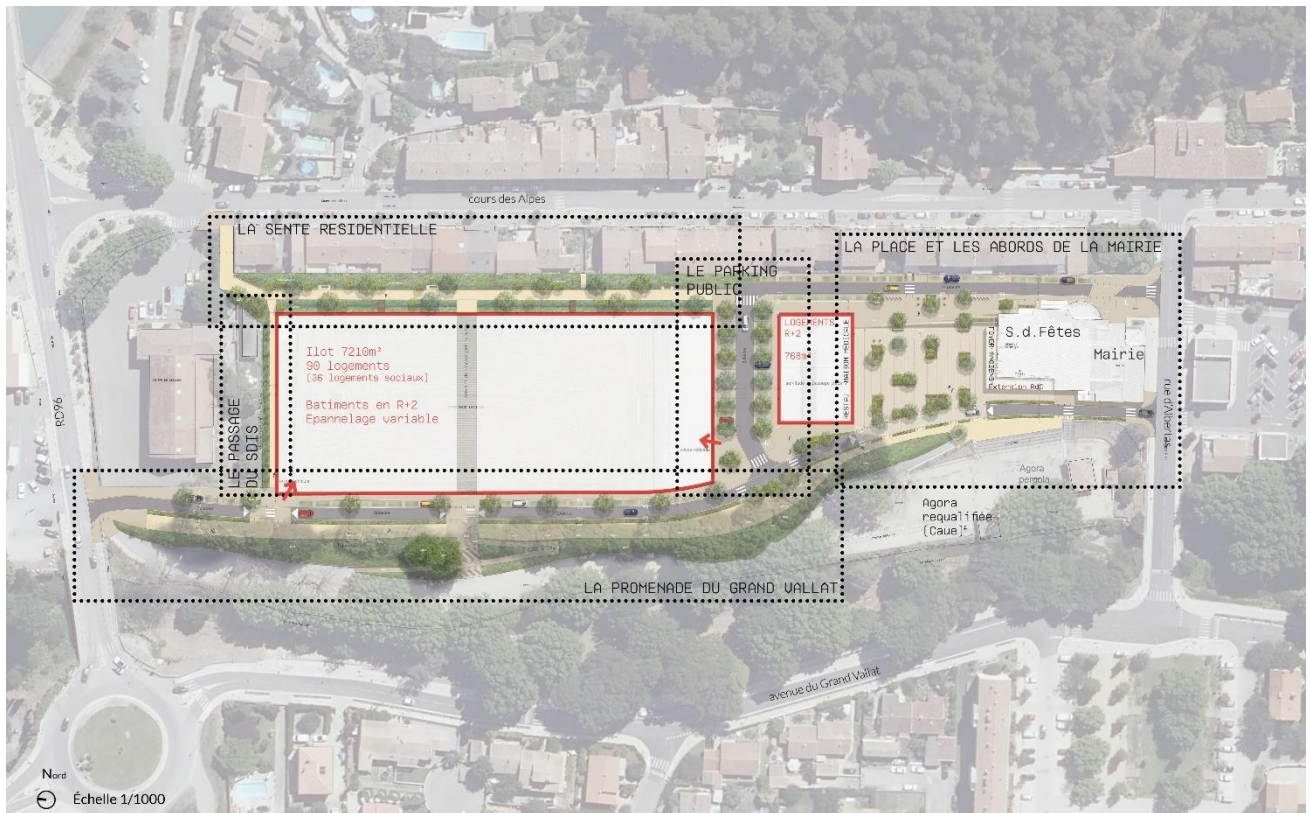 cours des Alpes
LA SENTE RESIDENTIELLE
LA PLACE ET LES ABORDS DE LA MAIRIE
LE PARKING
PUBLIC
LOGEMENTS
R+2
S.d.Fêtes
Mairie
Extension RdC
Ilot 7210m²
90 logements
(36 logements sociaux)
Batiments en R+2
Epannelage variable
LE PASSAGE
DU SDIS
RD96
rue d'Albertas
Agora
pergola
Agora
requalifiée
LA PROMENADE DU GRAND VALLAT
avenue du Grand Vallat
Nord
Échelle 1/1000